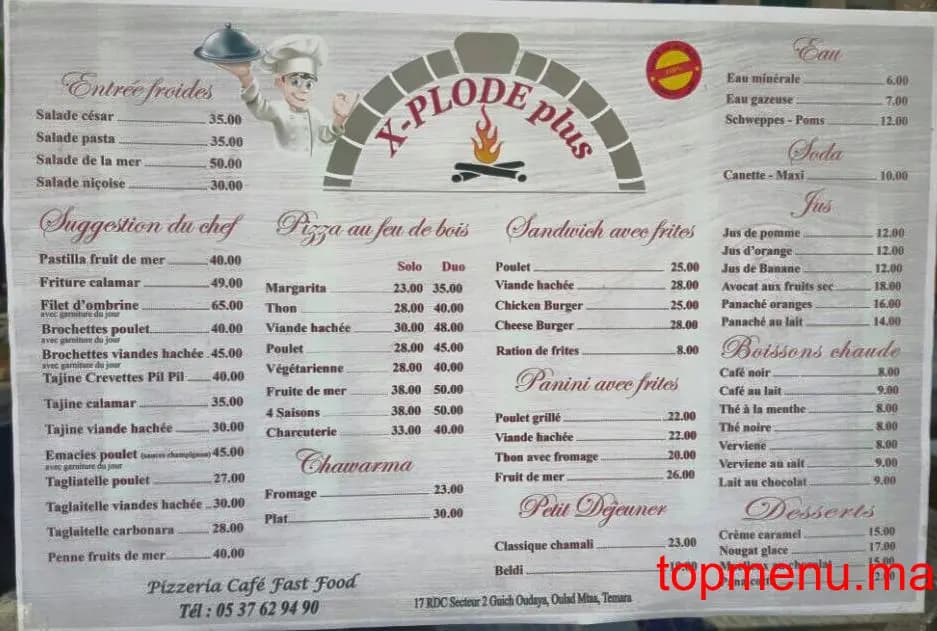 X-PLODE plus
Entrée froides
Salade césar 35.00
Salade pasta 35.00
Salade de la mer 50.00
Salade niçoise 30.00
Suggestion du chef
Pastilla fruit de mer 40.00
Friture calamar 49.00
Filet d'ombrine 65.00
avec garniture du jour
Brochettes poulet 40.00
avec garniture du jour
Brochettes viandes hachée 45.00
avec garniture du jour
Tajine Crevettes Pil Pil 40.00
Tajine calamar 35.00
Tajine viande hachée 30.00
Emacies poulet (sauces champignon) 45.00
avec garniture du jour
Tagliatelle poulet 27.00
Taglaitelle viandes hachée 30.00
Taglaitelle carbonara 28.00
Penne fruits de mer 40.00
Pizza au feu de bois
Solo Duo
Margarita 23.00 35.00
Thon 28.00 40.00
Viande hachée 30.00 48.00
Poulet 28.00 45.00
Végétarienne 28.00 40.00
Fruite de mer 38.00 50.00
4 Saisons 38.00 50.00
Charcuterie 33.00 40.00
Chawarma
Fromage 23.00
Plat 30.00
Sandwich avec frites
Poulet 25.00
Viande hachée 28.00
Chicken Burger 25.00
Cheese Burger 28.00
Ration de frites 8.00
Panini avec frites
Poulet grillé 22.00
Viande hachée 22.00
Thon avec fromage 20.00
Fruit de mer 26.00
Petit Déjeuner
Classique chamali 23.00
Beldi
Eau
Eau minérale 6.00
Eau gazeuse 7.00
Schweppes - Poms 12.00
Soda
Canette - Maxi 10.00
Jus
Jus de pomme 12.00
Jus d'orange 12.00
Jus de Banane 12.00
Avocat aux fruits sec 18.00
Panaché oranges 16.00
Panaché au lait 14.00
Boissons chaude
Café noir 8.00
Café au lait 9.00
Thé à la menthe 8.00
Thé noire 8.00
Verviene 8.00
Verviene au lait 9.00
Lait au chocolat 9.00
Desserts
Crème caramel 15.00
Nougat glace 17.00
15.00
topmenu.ma
Pizzeria Café Fast Food
Tél : 05 37 62 94 90
17 RDC Secteur 2 Guich Oudaya, Oulad Mtaa, Temara